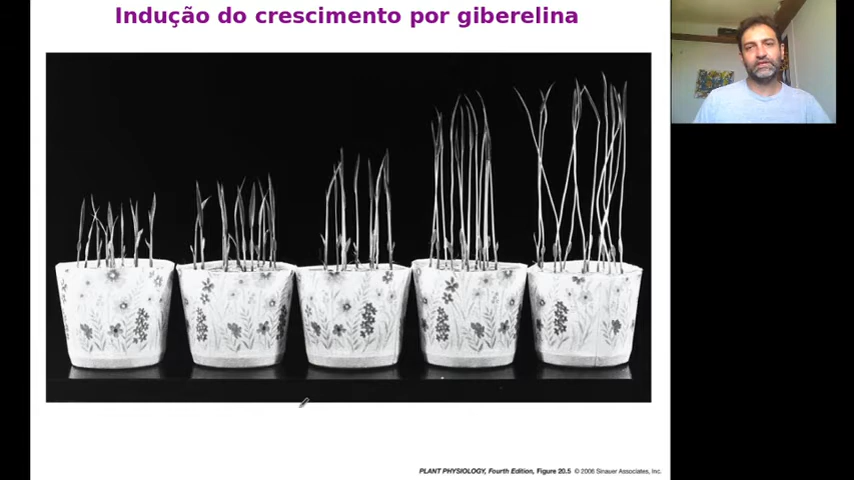 Indução do crescimento por giberelina
PLANT PHYSIOLOGY, Fourth Edition, Figure 20.5 © 2006 Sinauer Associates, Inc.